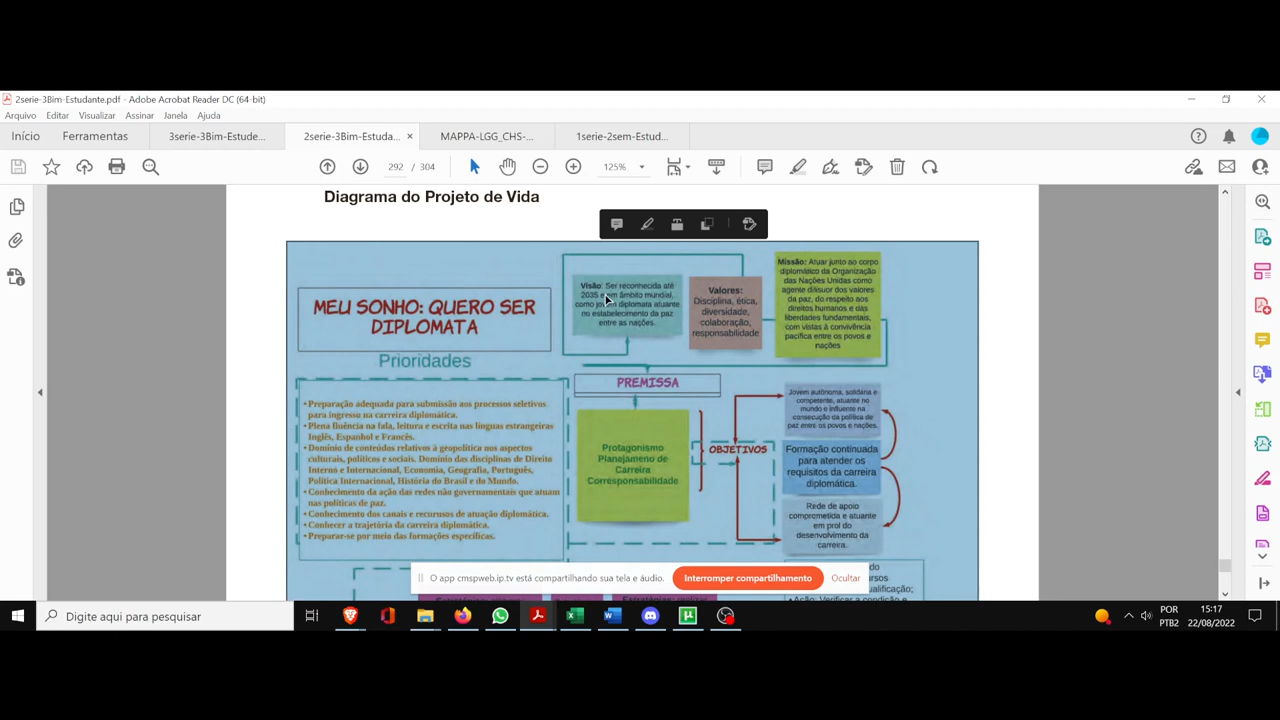 2serie-3Bim-Estudante.pdf - Adobe Acrobat Reader DC (64-bit)
Arquivo Editar Visualizar Assinar Janela Ajuda
Início Ferramentas 3serie-3Bim-Estude... 2serie-3Bim-Estuda... × MAPPA-LGG_CHS-... 1serie-2sem-Estud...
292 / 304 125%
Diagrama do Projeto de Vida
MEU SONHO: QUERO SER
DIPLOMATA
Visão: Ser reconhecida até
2035 em âmbito mundial,
como jovem diplomata atuante
no estabelecimento da paz
entre as nações.
Valores:
Disciplina, ética,
diversidade,
colaboração,
responsabilidade
Missão: Atuar junto ao corpo
diplomático da Organização
das Nações Unidas como
agente difusor dos valores
da paz, do respeito aos
direitos humanos e das
liberdades fundamentais,
com vistas à convivência
pacífica entre os povos e
nações
Prioridades
• Preparação adequada para submissão aos processos seletivos
para ingresso na carreira diplomática.
• Plena fluência na fala, leitura e escrita nas línguas estrangeiras
Inglês, Espanhol e Francês.
• Domínio de conteúdos relativos à geopolítica nos aspectos
culturais, políticos e sociais. Domínio das disciplinas de Direito
Interno e Internacional, Economia, Geografia, Português,
Política Internacional, História do Brasil e do Mundo.
• Conhecimento da ação das redes não governamentais que atuam
nas políticas de paz.
• Conhecimento dos canais e recurusos de atuação diplomática.
• Conhecer a trajetória da carreira diplomática.
• Preparar-se por meio das formações específicas.
PREMISSA
Protagonismo
Planejameno de
Carreira
Corresponsabilidade
OBJETIVOS
Jovem autônoma, solidária e
competente, atuante no
mundo e influente na
consecução da política de
paz entre os povos e nações.
Formação continuada
para atender os
requisitos da carreira
diplomática.
Rede de apoio
comprometida e atuante
em prol do
desenvolvimento da
carreira.
O app cmspweb.ip.tv está compartilhando sua tela e áudio. Interromper compartilhamento Ocultar
Digite aqui para pesquisar
POR
PTB2
15:17
22/08/2022